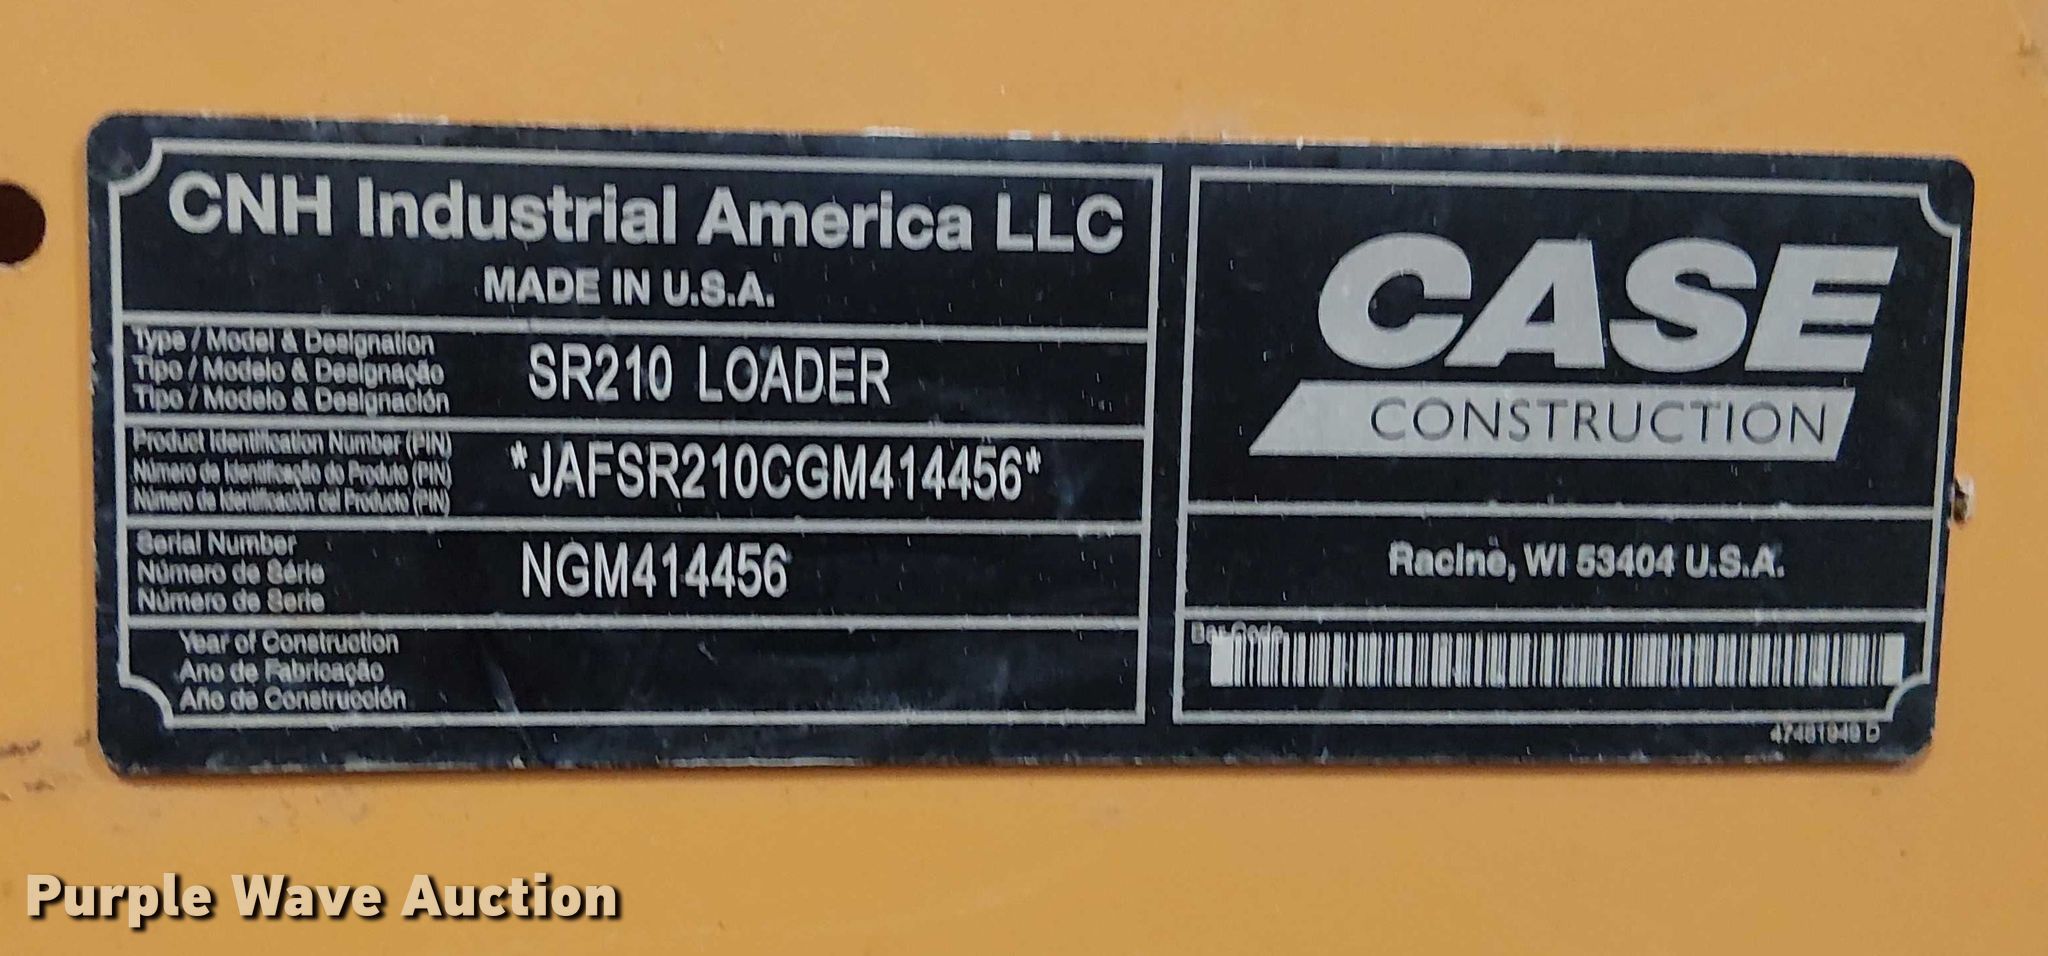 CNH Industrial America LLC
MADE IN U.S.A.
Type / Model & Designation
Tipo / Modelo & Designação
Tipo / Modelo & Designación
SR210 LOADER
Product Identification Number (PIN)
Número de Identificação do Produto (PIN)
Número de Identificación del Producto (PIN)
*JAFSR210CGM414456*
Serial Number
Número de Série
Número de Serie
NGM414456
Year of Construction
Ano de Fabricação
Año de Construcción
CASE
CONSTRUCTION
Racine, WI 53404 U.S.A.
Bar Code
47481949 D
Purple Wave Auction